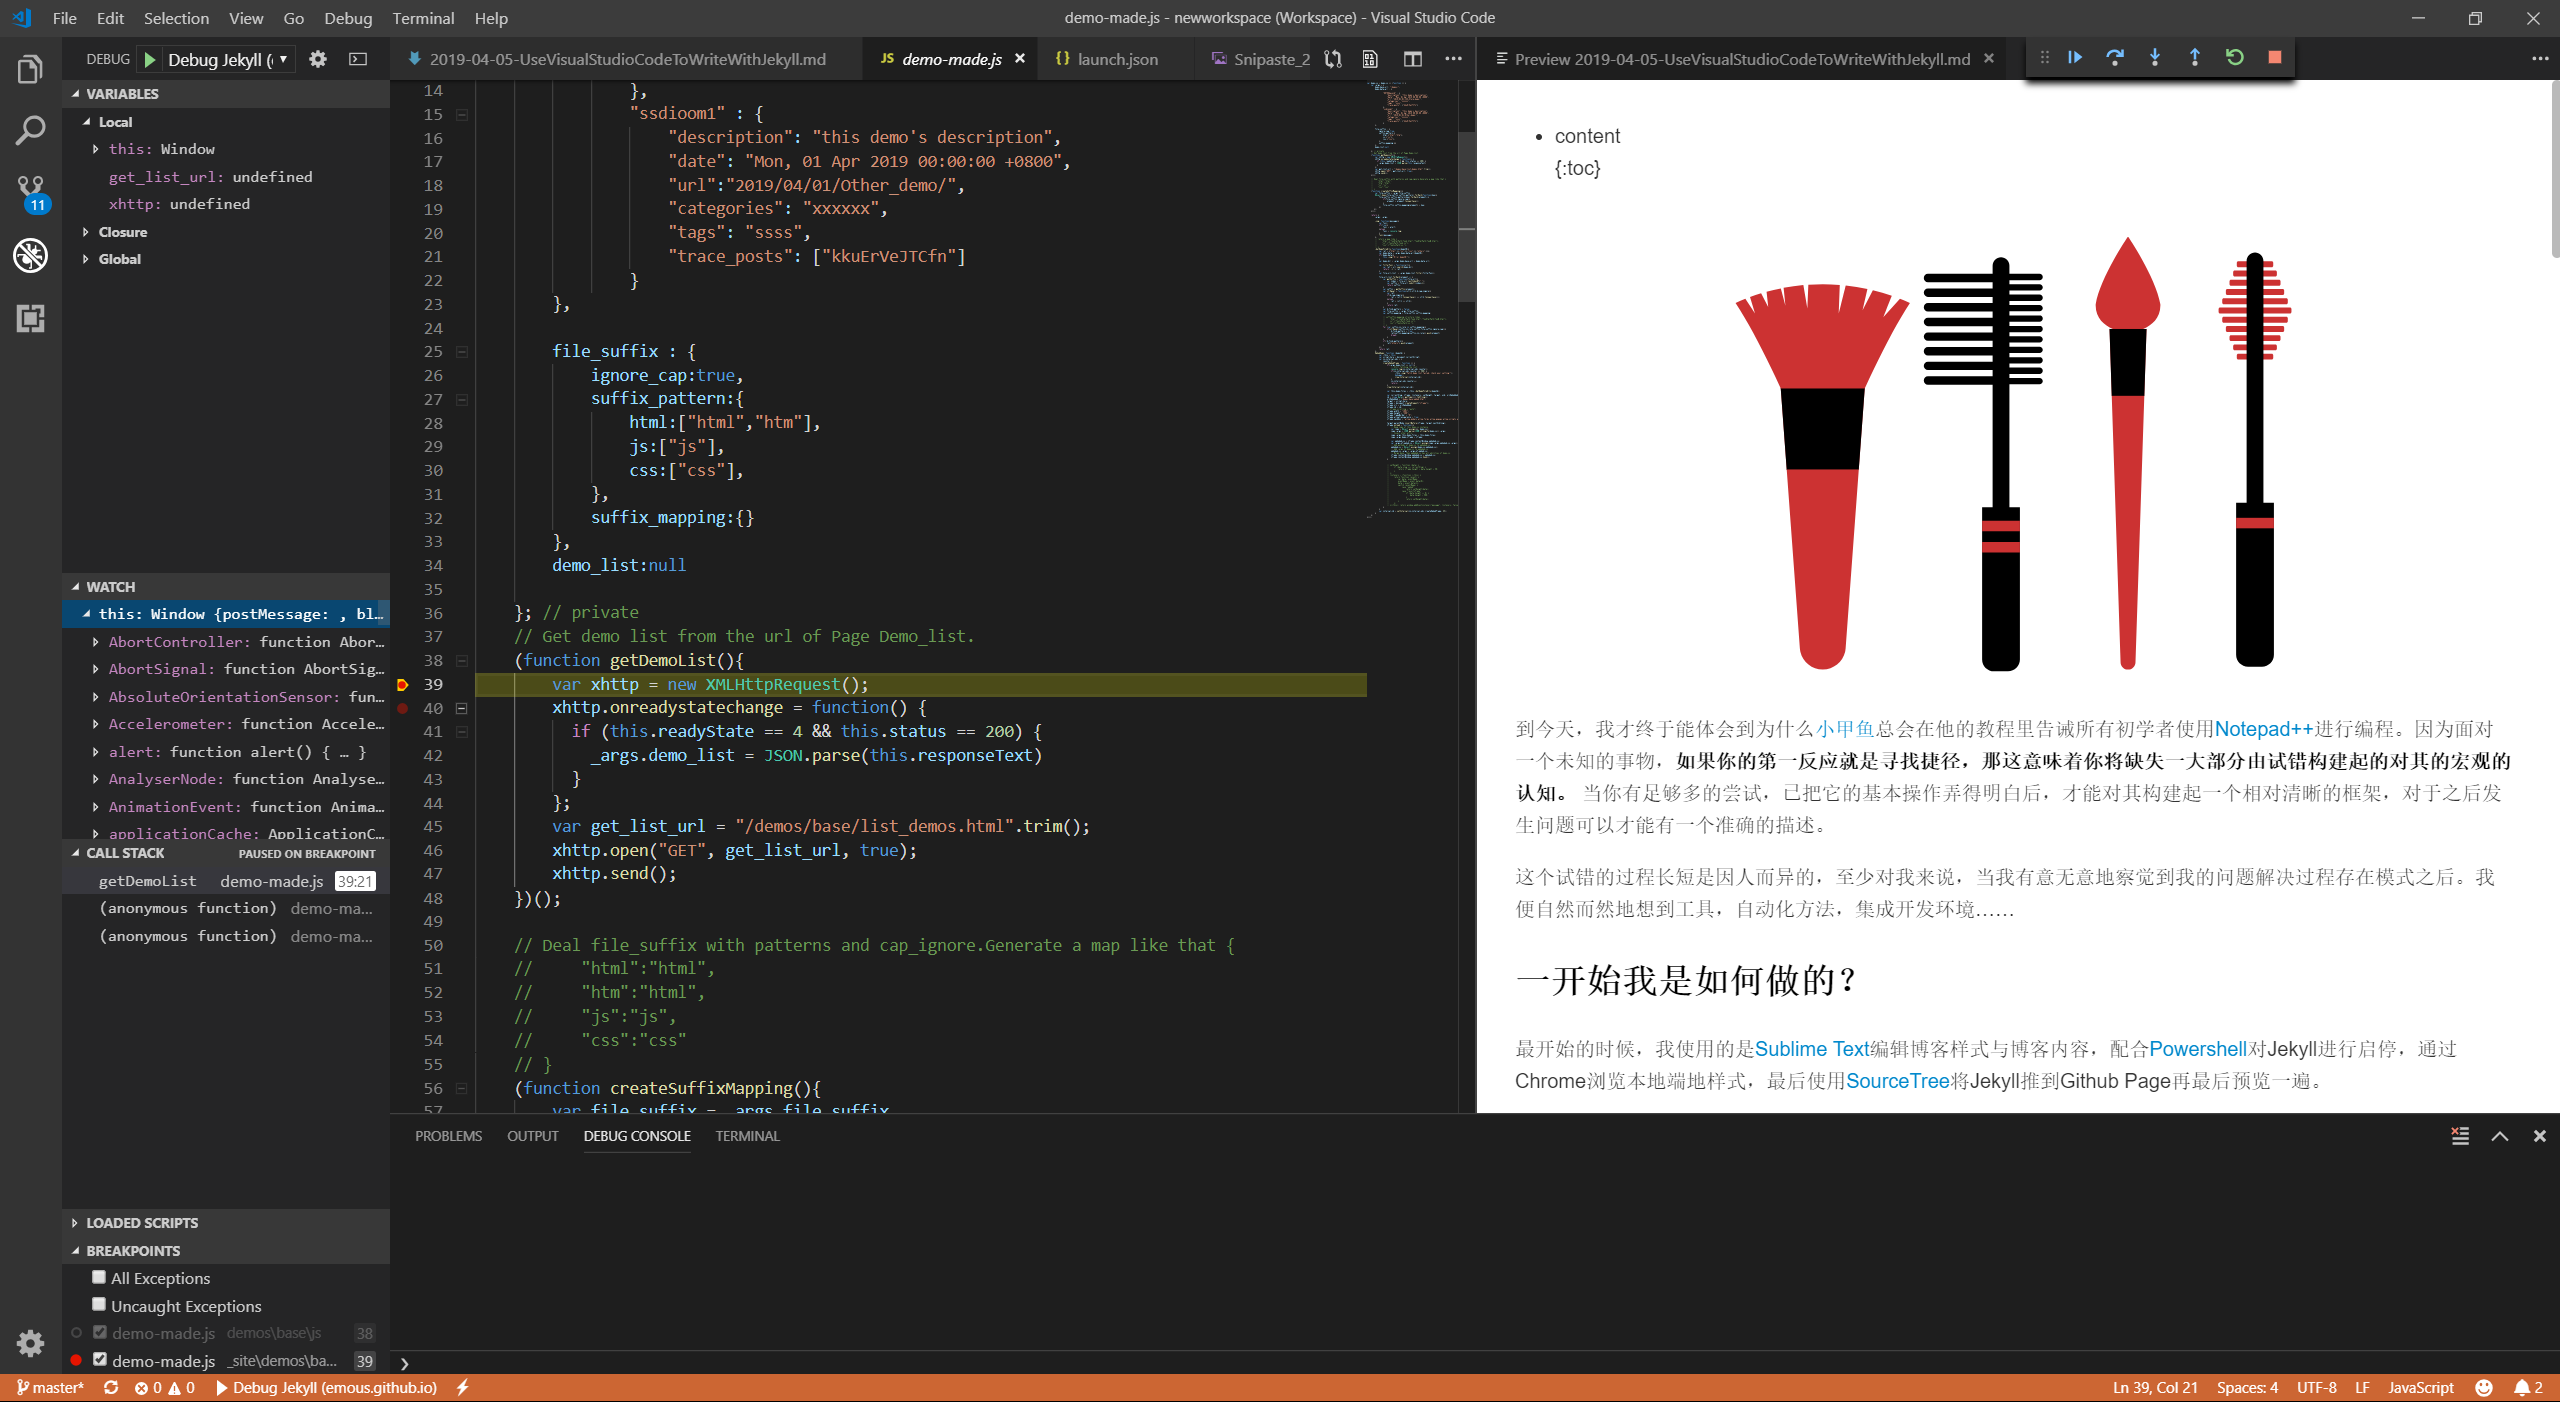 File Edit Selection View Go Debug Terminal Help
demo-made.js - newworkspace (Workspace) - Visual Studio Code
DEBUG Debug Jekyll (
VARIABLES
Local
this: Window
get_list_url: undefined
xhttp: undefined
Closure
Global
11
WATCH
this: Window {postMessage: , bl…
AbortController: function Abor…
AbortSignal: function AbortSig…
AbsoluteOrientationSensor: fun…
Accelerometer: function Accele…
alert: function alert() { … }
AnalyserNode: function Analyse…
AnimationEvent: function Anima…
applicationCache: ApplicationC…
CALL STACK PAUSED ON BREAKPOINT
getDemoList demo-made.js 39:21
(anonymous function) demo-ma...
(anonymous function) demo-ma...
LOADED SCRIPTS
BREAKPOINTS
All Exceptions
Uncaught Exceptions
demo-made.js demos\base\js 38
demo-made.js _site\demos\ba... 39
2019-04-05-UseVisualStudioCodeToWriteWithJekyll.md
JS demo-made.js
{} launch.json
Snipaste_2
14 },
15 "ssdioom1" : {
16 "description": "this demo's description",
17 "date": "Mon, 01 Apr 2019 00:00:00 +0800",
18 "url":"2019/04/01/Other_demo/",
19 "categories": "xxxxxx",
20 "tags": "ssss",
21 "trace_posts": ["kkuErVeJTCfn"]
22 }
23 },
24
25 file_suffix : {
26 ignore_cap:true,
27 suffix_pattern:{
28 html:["html","htm"],
29 js:["js"],
30 css:["css"],
31 },
32 suffix_mapping:{}
33 },
34 demo_list:null
35
36 }; // private
37 // Get demo list from the url of Page Demo_list.
38 (function getDemoList(){
39 var xhttp = new XMLHttpRequest();
40 xhttp.onreadystatechange = function() {
41 if (this.readyState == 4 && this.status == 200) {
42 _args.demo_list = JSON.parse(this.responseText)
43 }
44 };
45 var get_list_url = "/demos/base/list_demos.html".trim();
46 xhttp.open("GET", get_list_url, true);
47 xhttp.send();
48 })();
49
50 // Deal file_suffix with patterns and cap_ignore.Generate a map like that {
51 // "html":"html",
52 // "htm":"html",
53 // "js":"js",
54 // "css":"css"
55 // }
56 (function createSuffixMapping(){
57 var file_suffix = _args.file_suffix
Preview 2019-04-05-UseVisualStudioCodeToWriteWithJekyll.md
• content
{:toc}
到今天，我才终于能体会到为什么小甲鱼总会在他的教程里告诫所有初学者使用Notepad++进行编程。因为面对
一个未知的事物，如果你的第一反应就是寻找捷径，那这意味着你将缺失一大部分由试错构建起的对其的宏观的
认知。 当你有足够多的尝试，已把它的基本操作弄得明白后，才能对其构建起一个相对清晰的框架，对于之后发
生问题可以才能有一个准确的描述。
这个试错的过程长短是因人而异的，至少对我来说，当我有意无意地察觉到我的问题解决过程存在模式之后。我
便自然而然地想到工具，自动化方法，集成开发环境……
一开始我是如何做的？
最开始的时候，我使用的是Sublime Text编辑博客样式与博客内容，配合Powershell对Jekyll进行启停，通过
Chrome浏览本地端地样式，最后使用SourceTree将Jekyll推到Github Page再最后预览一遍。
PROBLEMS OUTPUT DEBUG CONSOLE TERMINAL
master* 0 0 Debug Jekyll (emous.github.io)
Ln 39, Col 21 Spaces: 4 UTF-8 LF JavaScript 2